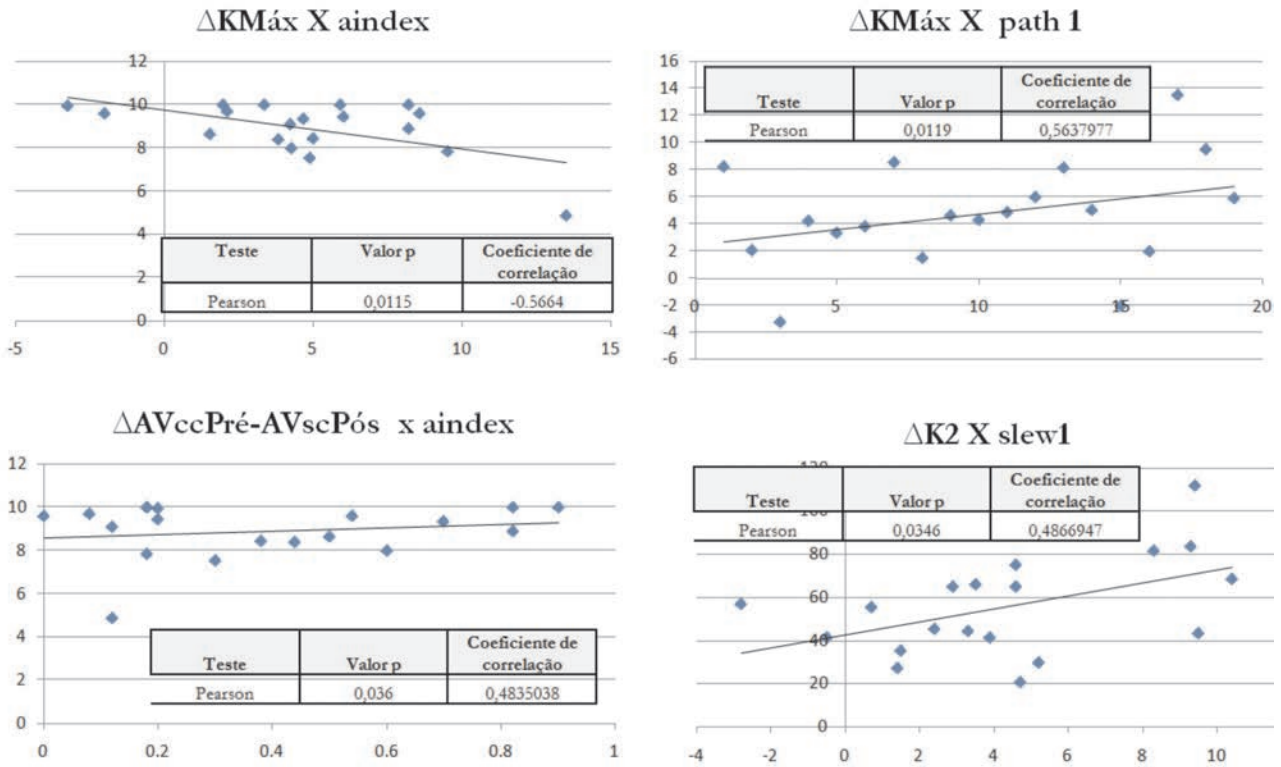 ΔKMáx X aindex
12
10
8
6
4
2
0
Teste Valor p Coeficiente de correlação
Pearson 0,0115 -0.5664
-5 0 5 10 15
ΔKMáx X path 1
16
14
12
10
8
6
4
2
0
-2
-4
-6
Teste Valor p Coeficiente de correlação
Pearson 0,0119 0,5637977
0 5 10 15 20
ΔAVccPré-AVscPós x aindex
12
10
8
6
4
2
0
Teste Valor p Coeficiente de correlação
Pearson 0,036 0,4835038
0 0.2 0.4 0.6 0.8 1
ΔK2 X slew1
120
100
80
60
40
20
0
Teste Valor p Coeficiente de correlação
Pearson 0,0346 0,4866947
-4 -2 0 2 4 6 8 10